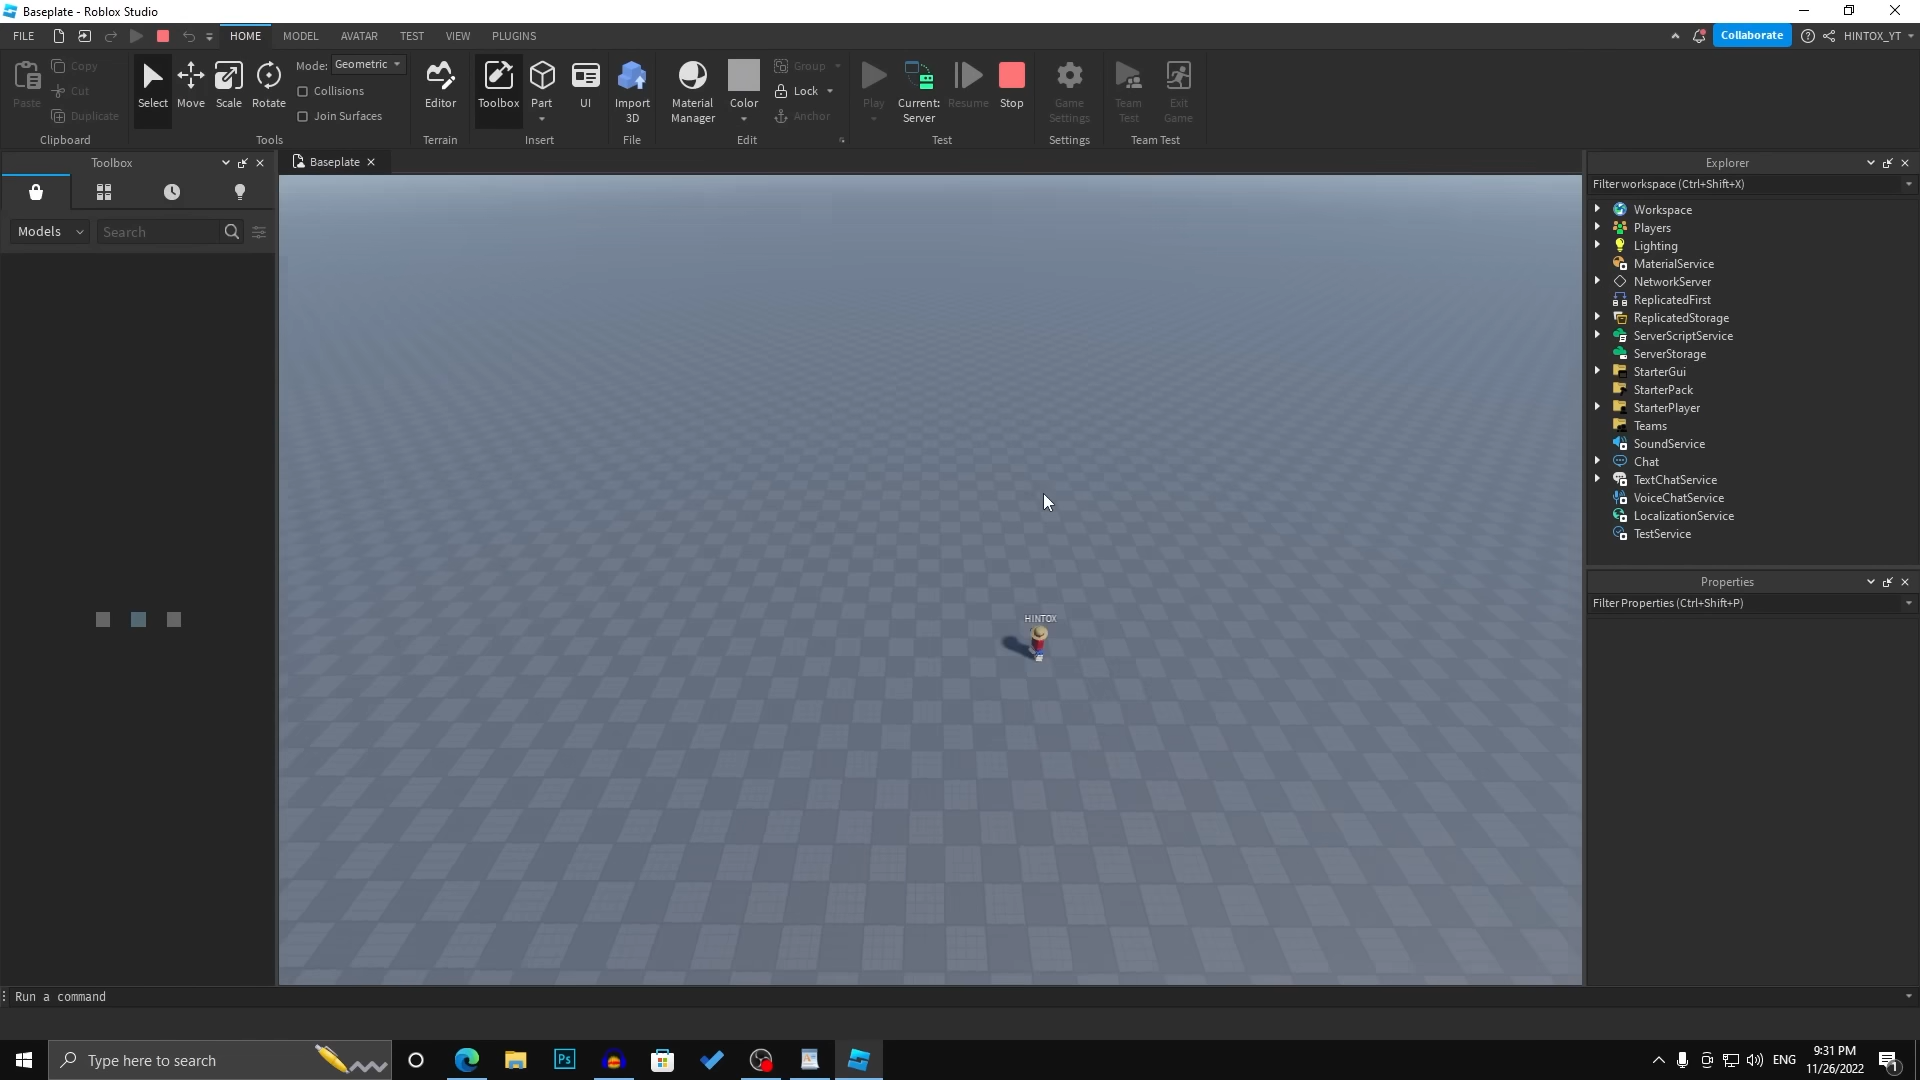 Baseplate - Roblox Studio
FILE HOME MODEL AVATAR TEST VIEW PLUGINS Collaborate HINTOX_YT
Paste Copy Cut Duplicate
Clipboard
Select Move Scale Rotate
Mode: Geometric
Collisions
Join Surfaces
Tools
Editor
Terrain
Toolbox Part UI
Insert
Import 3D
File
Material Manager Color
Group
Lock
Anchor
Edit
Play Current: Server Resume Stop
Test
Game Settings
Settings
Team Test Exit Game
Team Test
Toolbox
Models Search
Baseplate
HINTOX
Explorer
Filter workspace (Ctrl+Shift+X)
Workspace
Players
Lighting
MaterialService
NetworkServer
ReplicatedFirst
ReplicatedStorage
ServerScriptService
ServerStorage
StarterGui
StarterPack
StarterPlayer
Teams
SoundService
Chat
TextChatService
VoiceChatService
LocalizationService
TestService
Properties
Filter Properties (Ctrl+Shift+P)
Run a command
Type here to search
Ps
ENG
9:31 PM
11/26/2022
1